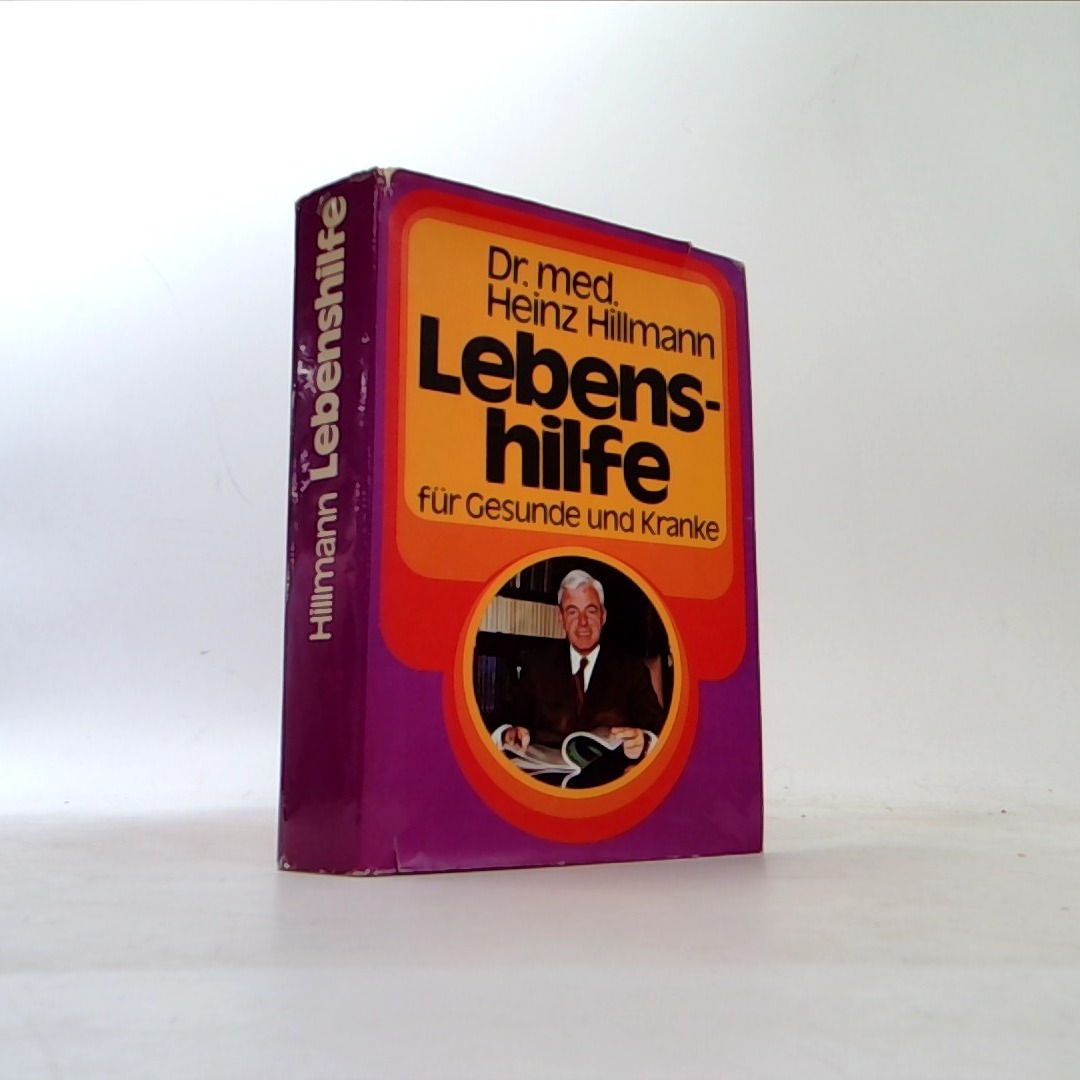 Hillmann Lebenshilfe
Dr. med.
Heinz Hillmann
Lebens-
hilfe
für Gesunde und Kranke